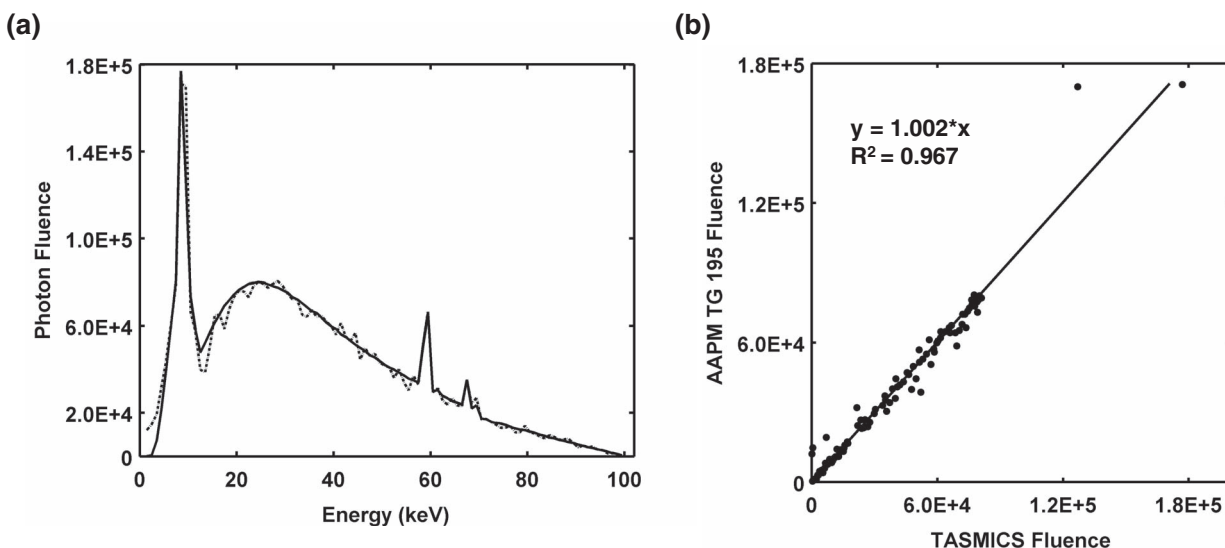 (a)
1.8E+5
1.4E+5
1.0E+5
6.0E+4
2.0E+4
0
0
20
40
60
80
100
Photon Fluence
Energy (keV)
(b)
1.8E+5
1.2E+5
6.0E+4
0
0
6.0E+4
1.2E+5
1.8E+5
y = 1.002*x
R² = 0.967
AAPM TG 195 Fluence
TASMICS Fluence